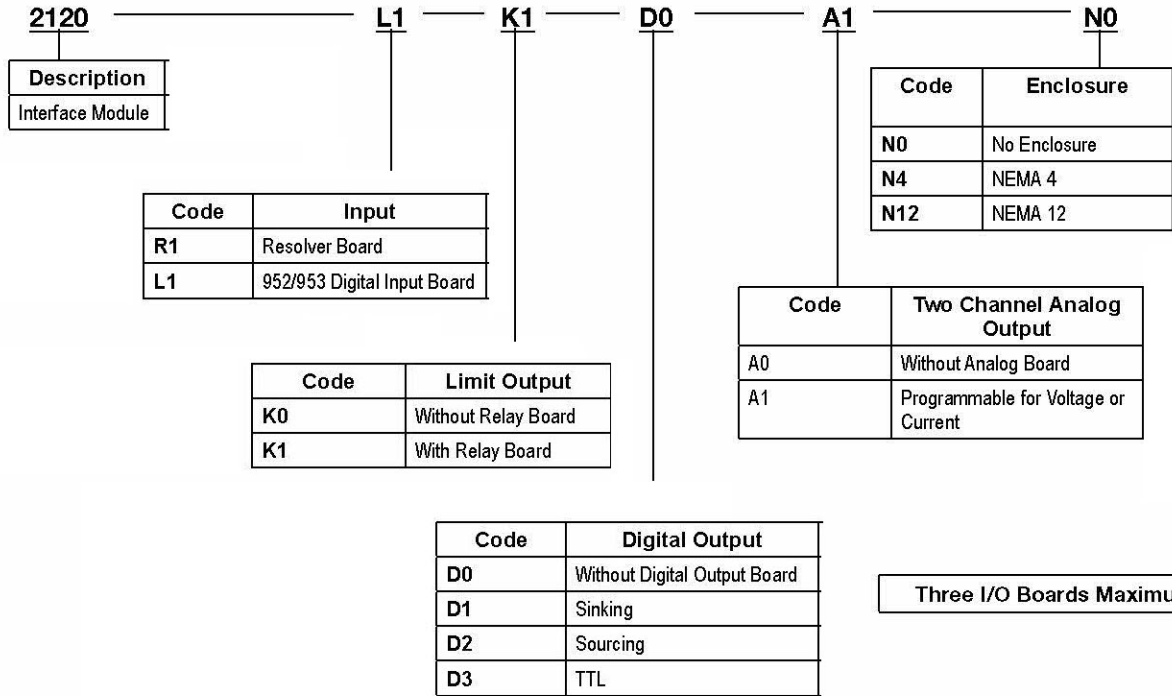 2120 L1 K1 D0 A1 N0
Description
Interface Module
Code Enclosure
N0 No Enclosure
N4 NEMA 4
N12 NEMA 12
Code Input
R1 Resolver Board
L1 952/953 Digital Input Board
Code Two Channel Analog
Output
A0 Without Analog Board
A1 Programmable for Voltage or
Current
Code Limit Output
K0 Without Relay Board
K1 With Relay Board
Code Digital Output
D0 Without Digital Output Board
D1 Sinking
D2 Sourcing
D3 TTL
Three I/O Boards Maximu